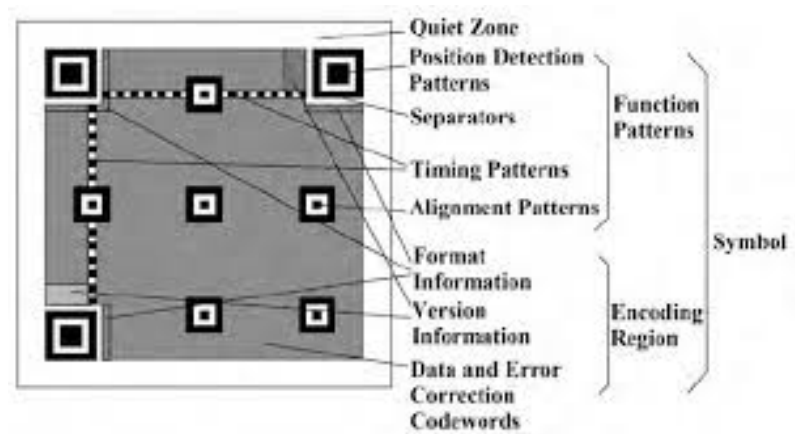 Quiet Zone
Position Detection
Patterns
Separators
Timing Patterns
Alignment Patterns
Function
Patterns
Format
Information
Version
Information
Data and Error
Correction
Codewords
Encoding
Region
Symbol